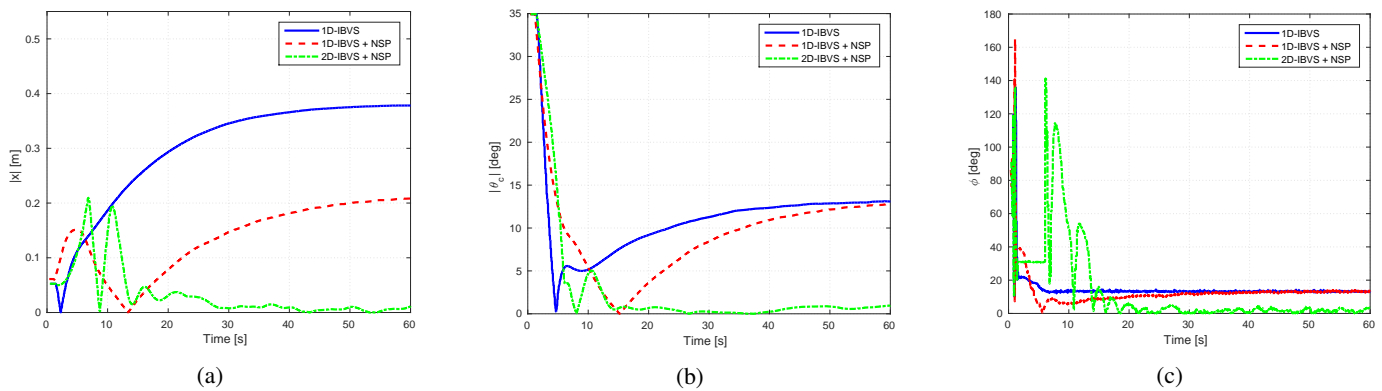 0.5
0.4
0.3
0.2
0.1
0
|x| [m]
0 10 20 30 40 50 60
Time [s]
1D-IBVS
1D-IBVS + NSP
2D-IBVS + NSP
(a)
35
30
25
20
15
10
5
0
|θc| [deg]
0 10 20 30 40 50 60
Time [s]
1D-IBVS
1D-IBVS + NSP
2D-IBVS + NSP
(b)
180
160
140
120
100
80
60
40
20
0
ϕ [deg]
0 10 20 30 40 50 60
Time [s]
1D-IBVS
1D-IBVS + NSP
2D-IBVS + NSP
(c)